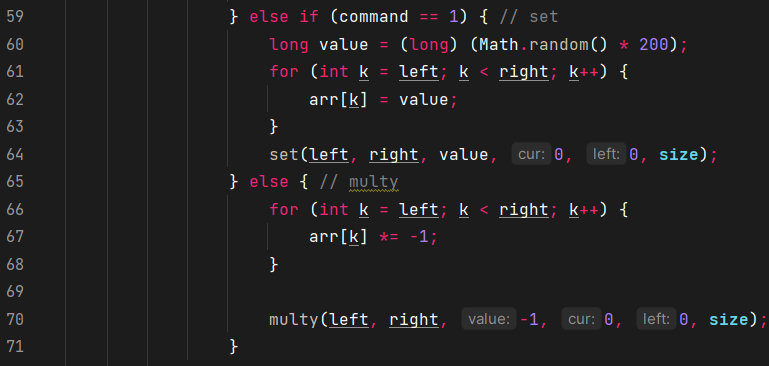 59 } else if (command == 1) { // set
60 long value = (long) (Math.random() * 200);
61 for (int k = left; k < right; k++) {
62 arr[k] = value;
63 }
64 set(left, right, value, cur: 0, left: 0, size);
65 } else { // multy
66 for (int k = left; k < right; k++) {
67 arr[k] *= -1;
68 }
69
70 multy(left, right, value: -1, cur: 0, left: 0, size);
71 }